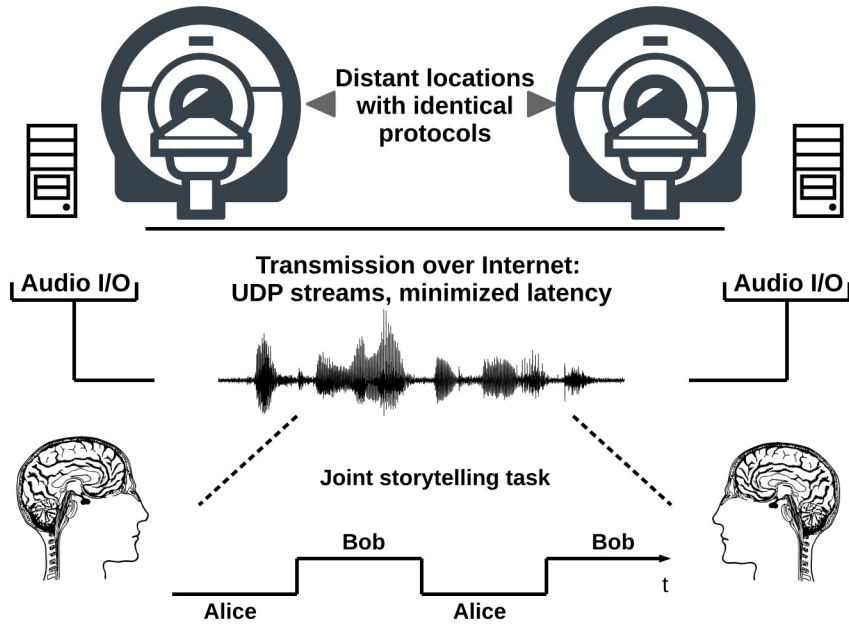 Distant locations
with identical
protocols
Transmission over Internet:
UDP streams, minimized latency
Audio I/O
Audio I/O
Joint storytelling task
Bob
Bob
t
Alice
Alice